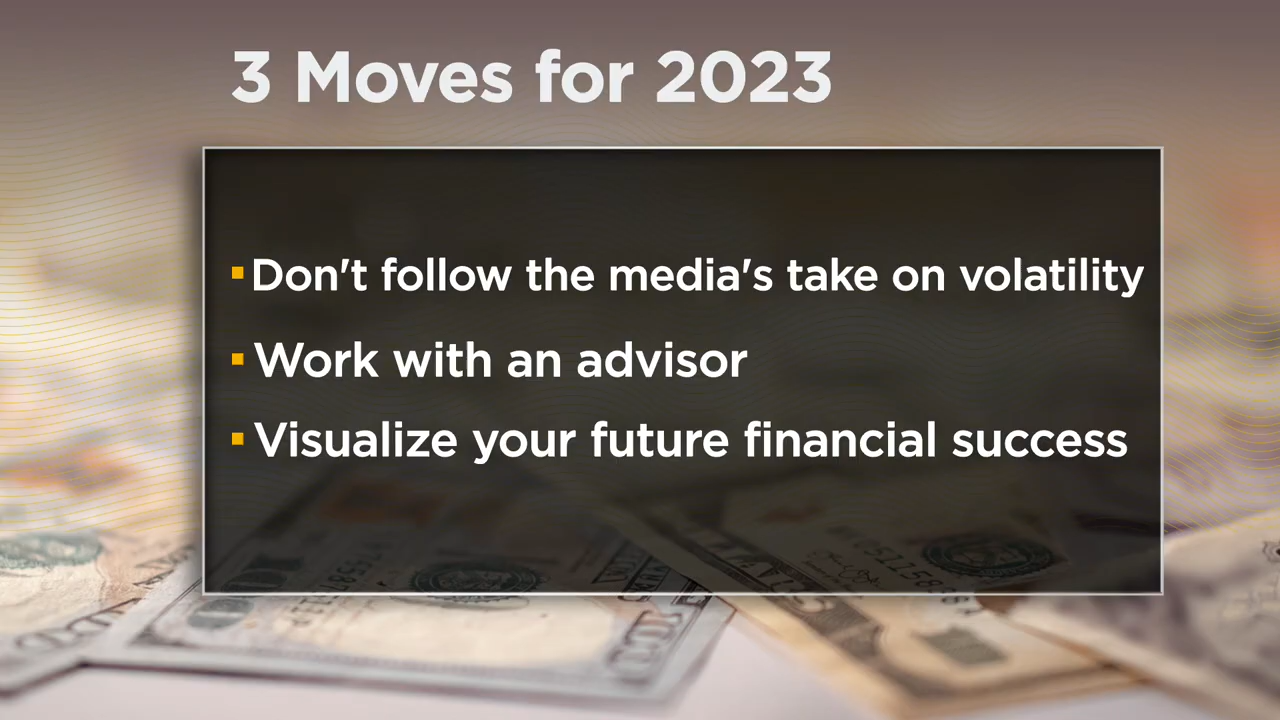 3 Moves for 2023
Don't follow the media's take on volatility
Work with an advisor
Visualize your future financial success